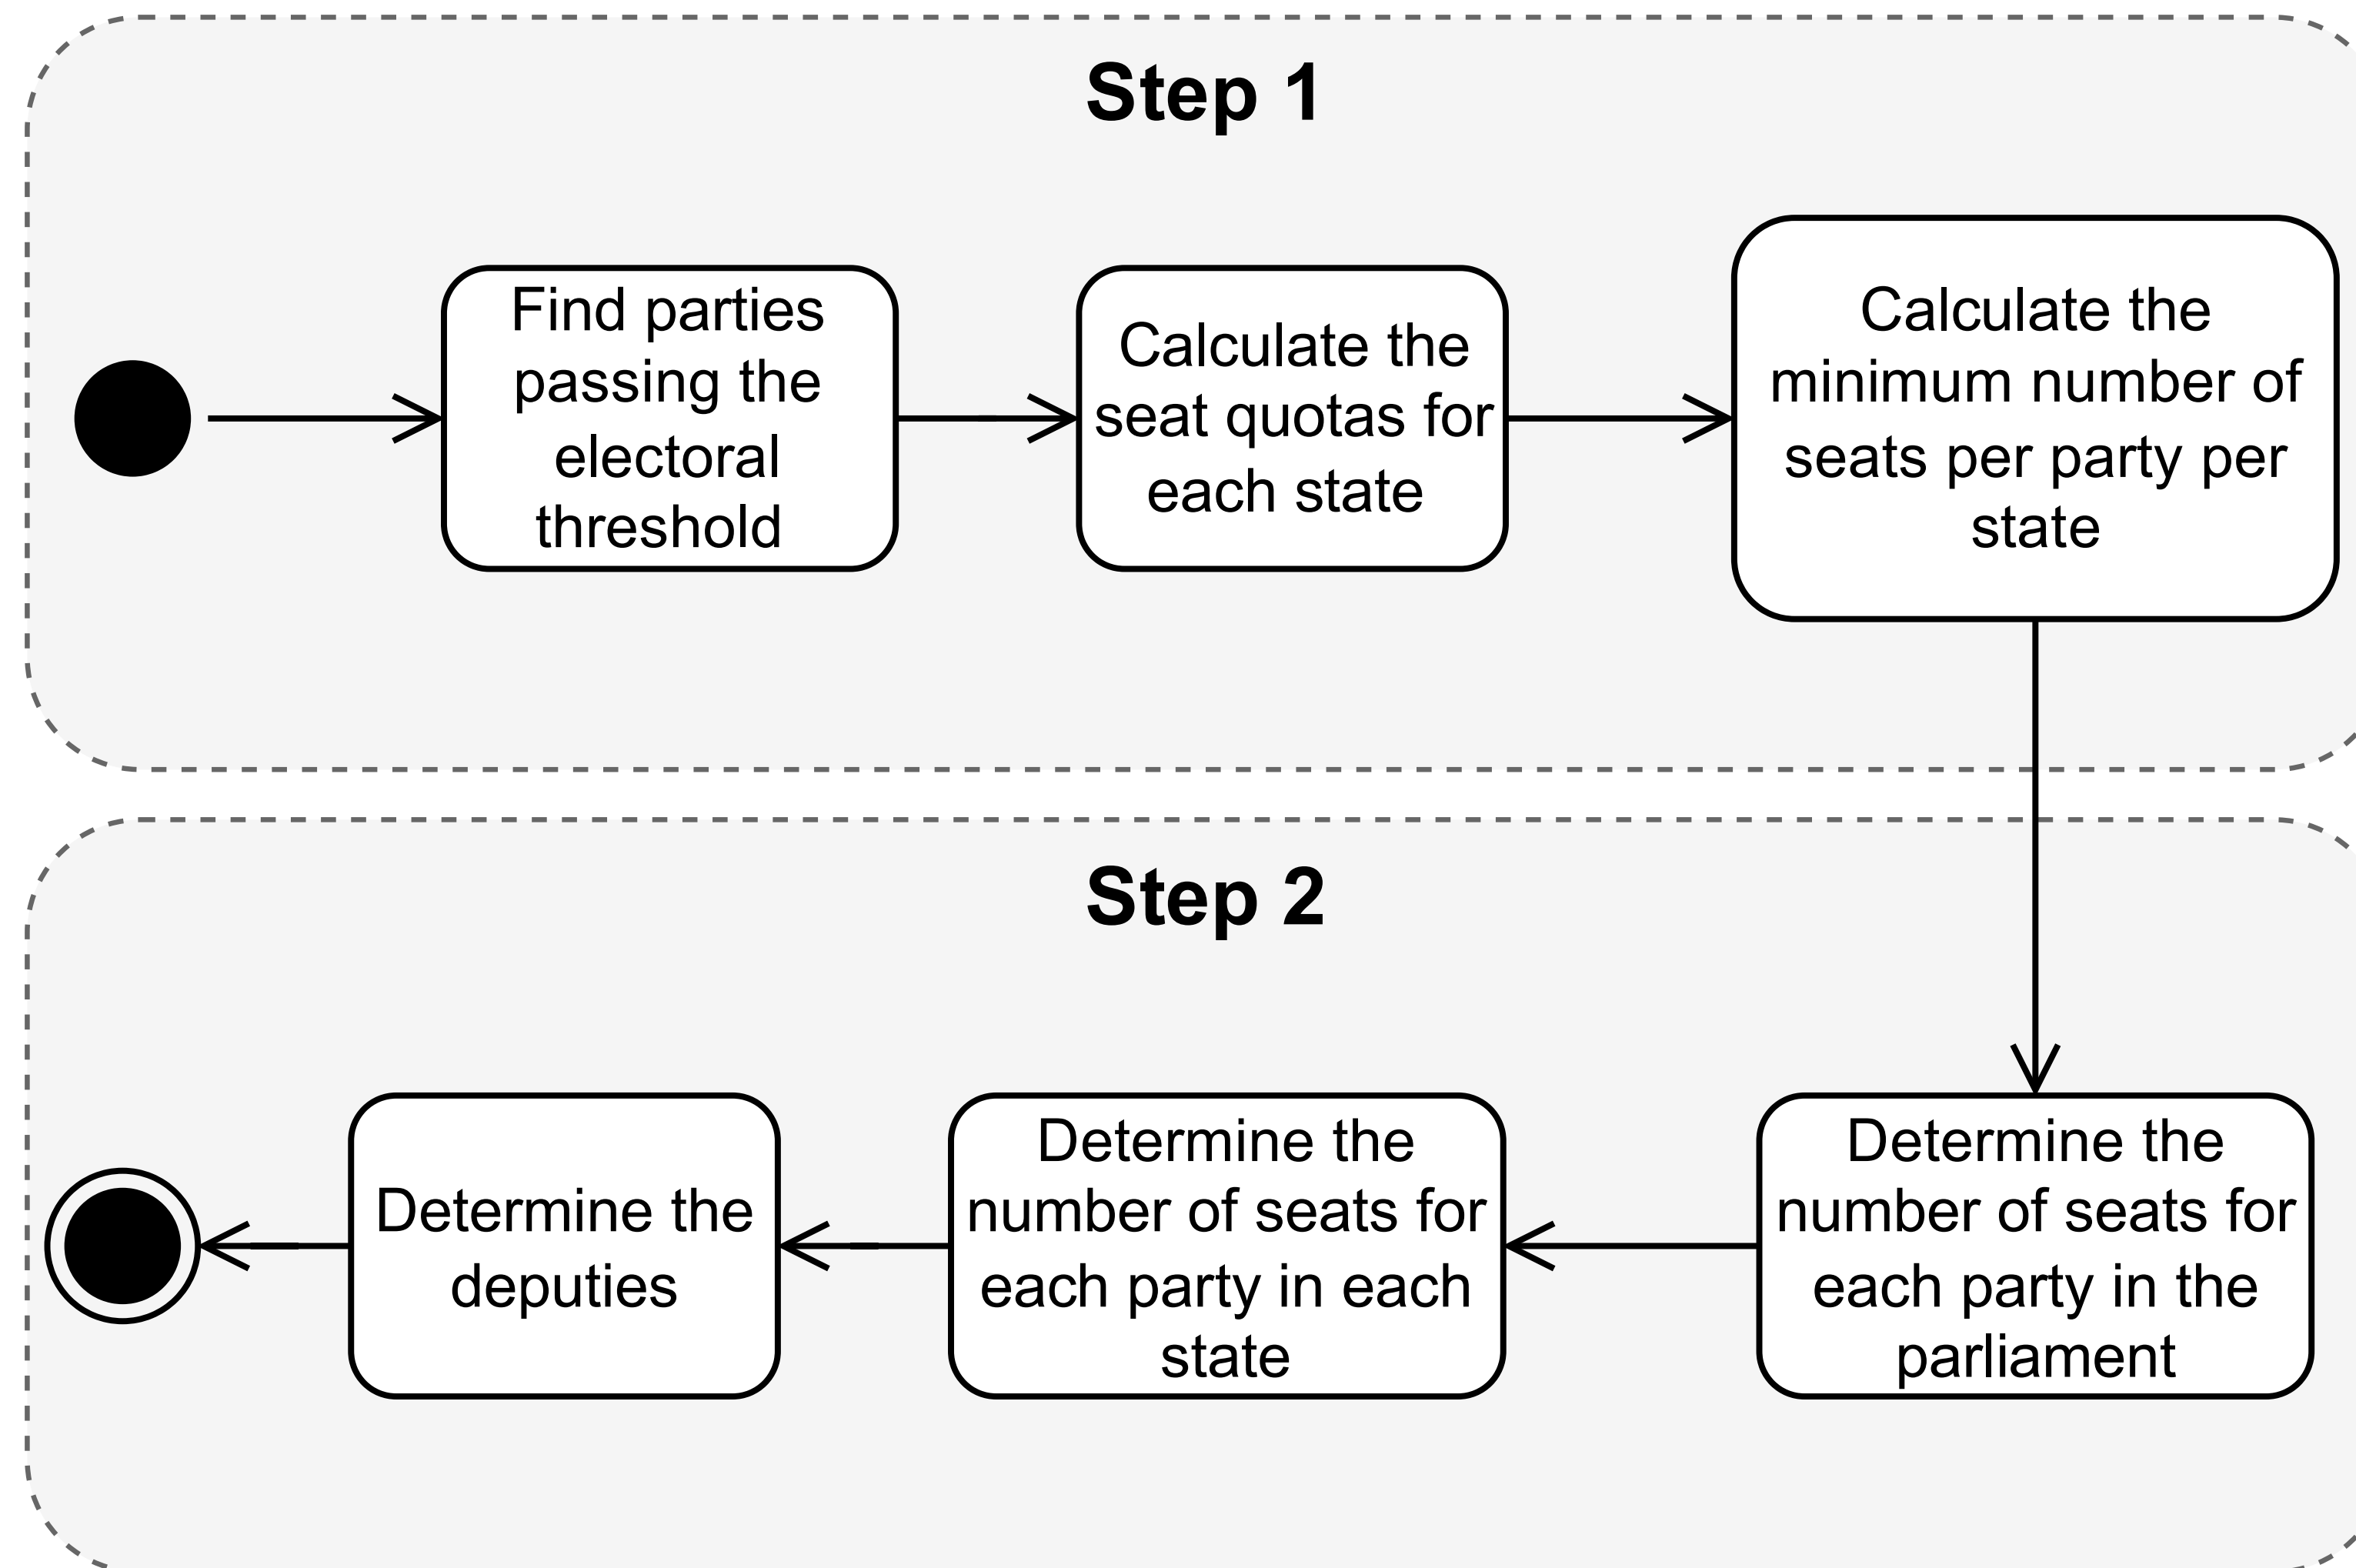 Step 1
Find parties
passing the
electoral
threshold
Calculate the
seat quotas for
each state
Calculate the
minimum number of
seats per party per
state
Step 2
Determine the
number of seats for
each party in the
parliament
Determine the
number of seats for
each party in each
state
Determine the
deputies